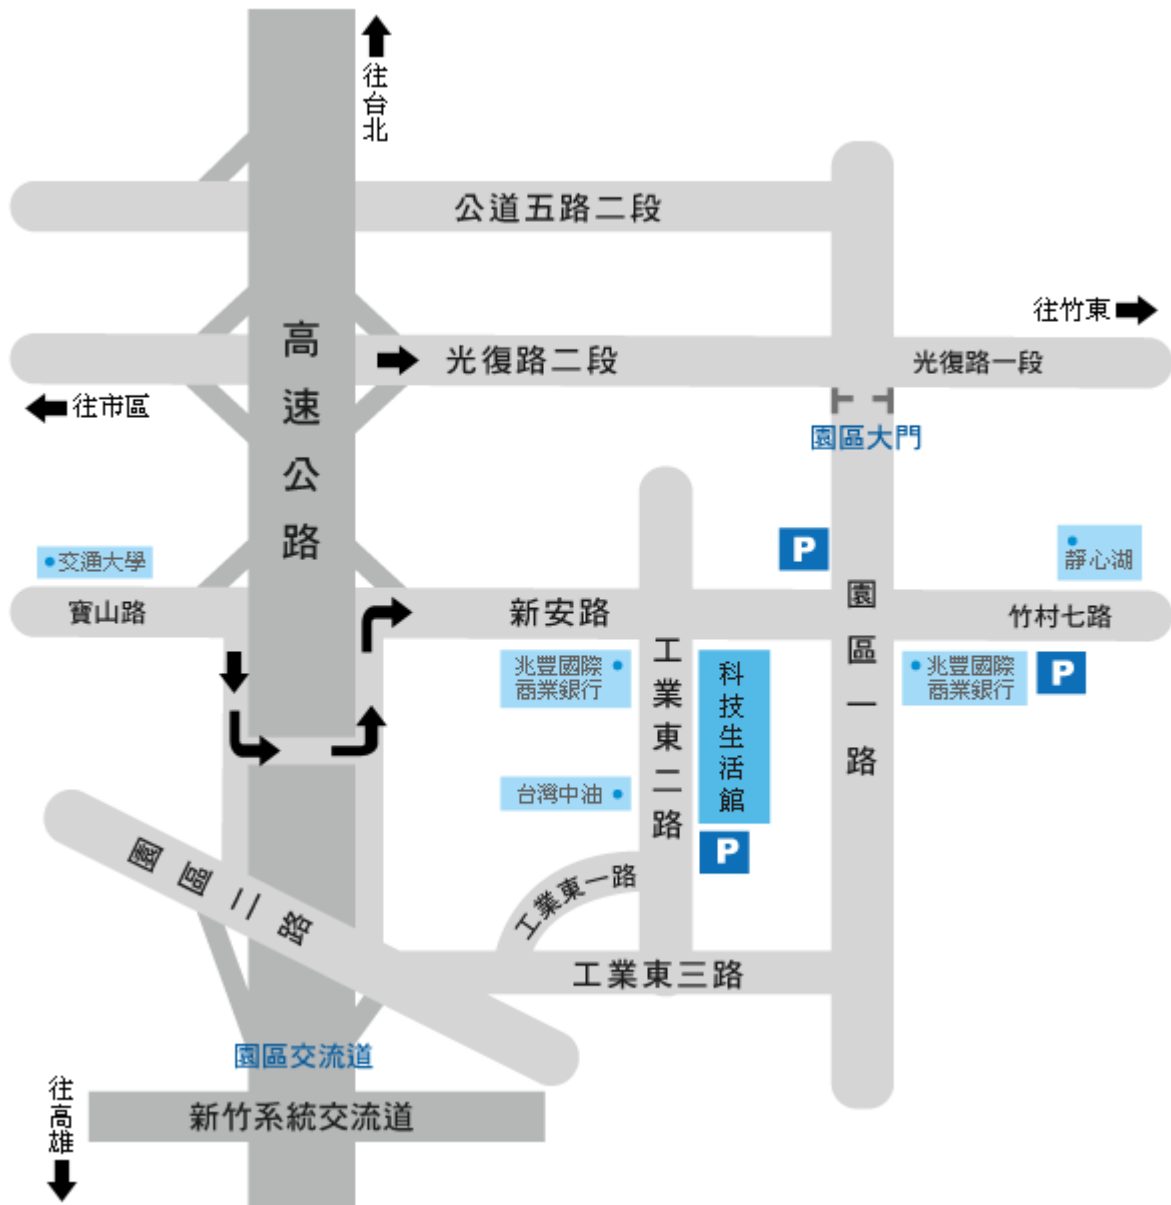 往台北
公道五路二段
往竹東
高速公路
光復路二段
光復路一段
往市區
園區大門
交通大學
P
靜心湖
寶山路
新安路
園區一路
竹村七路
兆豐國際
商業銀行
工業東二路
科技生活館
兆豐國際
商業銀行
P
台灣中油
P
園區二路
工業東一路
工業東三路
園區交流道
往高雄
新竹系統交流道